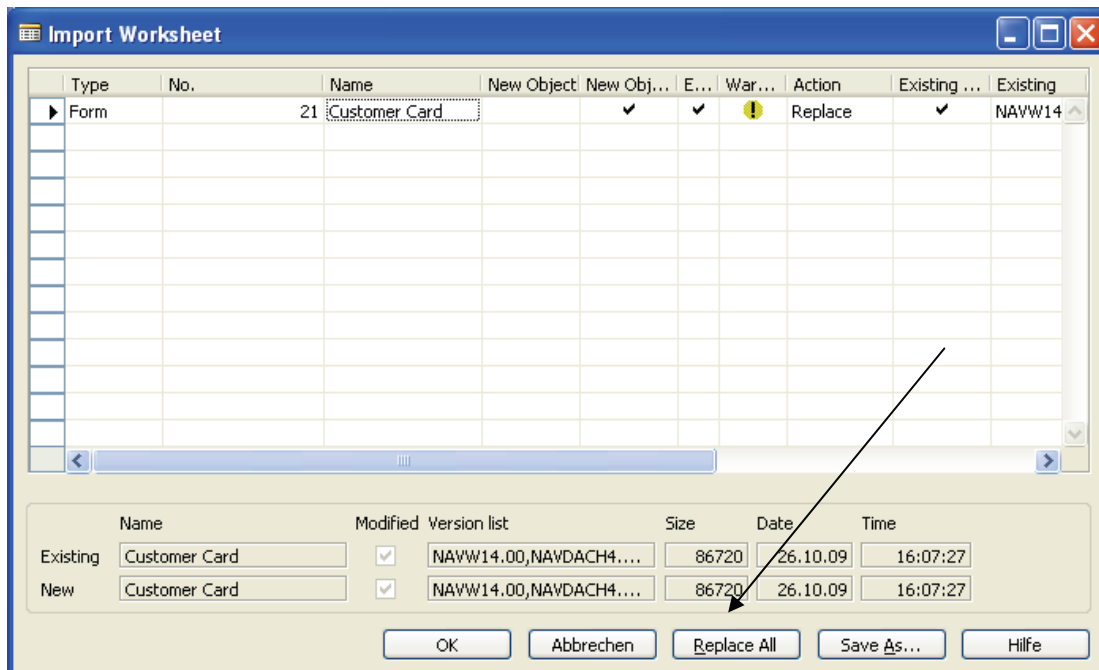 Import Worksheet
Type No. Name New Object New Obj... E... War... Action Existing ... Existing
Form 21 Customer Card Replace NAVW14
Name Modified Version list Size Date Time
Existing Customer Card NAVW14.00,NAVDACH4.... 86720 26.10.09 16:07:27
New Customer Card NAVW14.00,NAVDACH4.... 86720 26.10.09 16:07:27
OK Abbrechen Replace All Save As... Hilfe